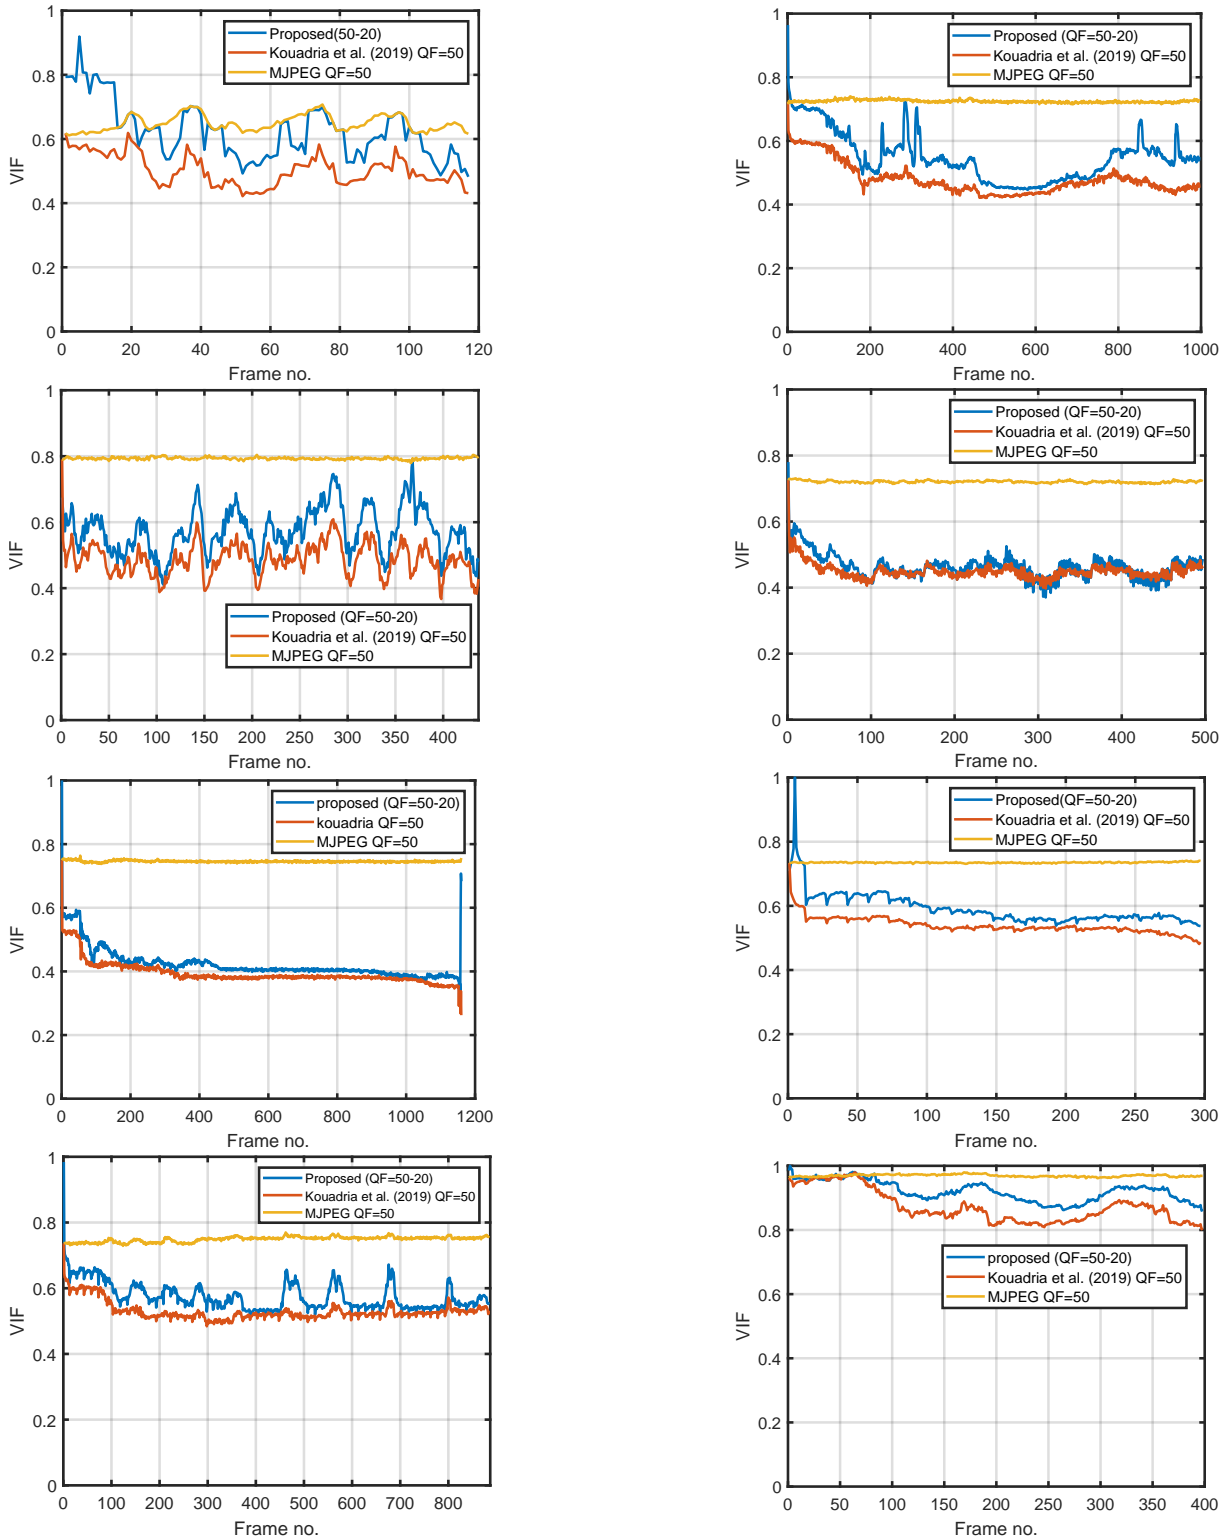 1
0.8
0.6
0.4
0.2
0
VIF
0 20 40 60 80 100 120
Frame no.
Proposed(50-20)
Kouadria et al. (2019) QF=50
MJPEG QF=50
1
0.8
0.6
0.4
0.2
0
VIF
0 200 400 600 800 1000
Frame no.
Proposed (QF=50-20)
Kouadria et al. (2019) QF=50
MJPEG QF=50
1
0.8
0.6
0.4
0.2
0
VIF
0 50 100 150 200 250 300 350 400
Frame no.
Proposed (QF=50-20)
Kouadria et al. (2019) QF=50
MJPEG QF=50
1
0.8
0.6
0.4
0.2
0
VIF
0 100 200 300 400 500
Frame no.
Proposed (QF=50-20)
Kouadria et al. (2019) QF=50
MJPEG QF=50
1
0.8
0.6
0.4
0.2
0
VIF
0 200 400 600 800 1000 1200
Frame no.
proposed (QF=50-20)
kouadria QF=50
MJPEG QF=50
1
0.8
0.6
0.4
0.2
0
VIF
0 50 100 150 200 250 300
Frame no.
Proposed(QF=50-20)
Kouadria et al. (2019) QF=50
MJPEG QF=50
1
0.8
0.6
0.4
0.2
0
VIF
0 100 200 300 400 500 600 700 800
Frame no.
Proposed (QF=50-20)
Kouadria et al. (2019) QF=50
MJPEG QF=50
1
0.8
0.6
0.4
0.2
0
VIF
0 50 100 150 200 250 300 350 400
Frame no.
proposed (QF=50-20)
Kouadria et al. (2019) QF=50
MJPEG QF=50